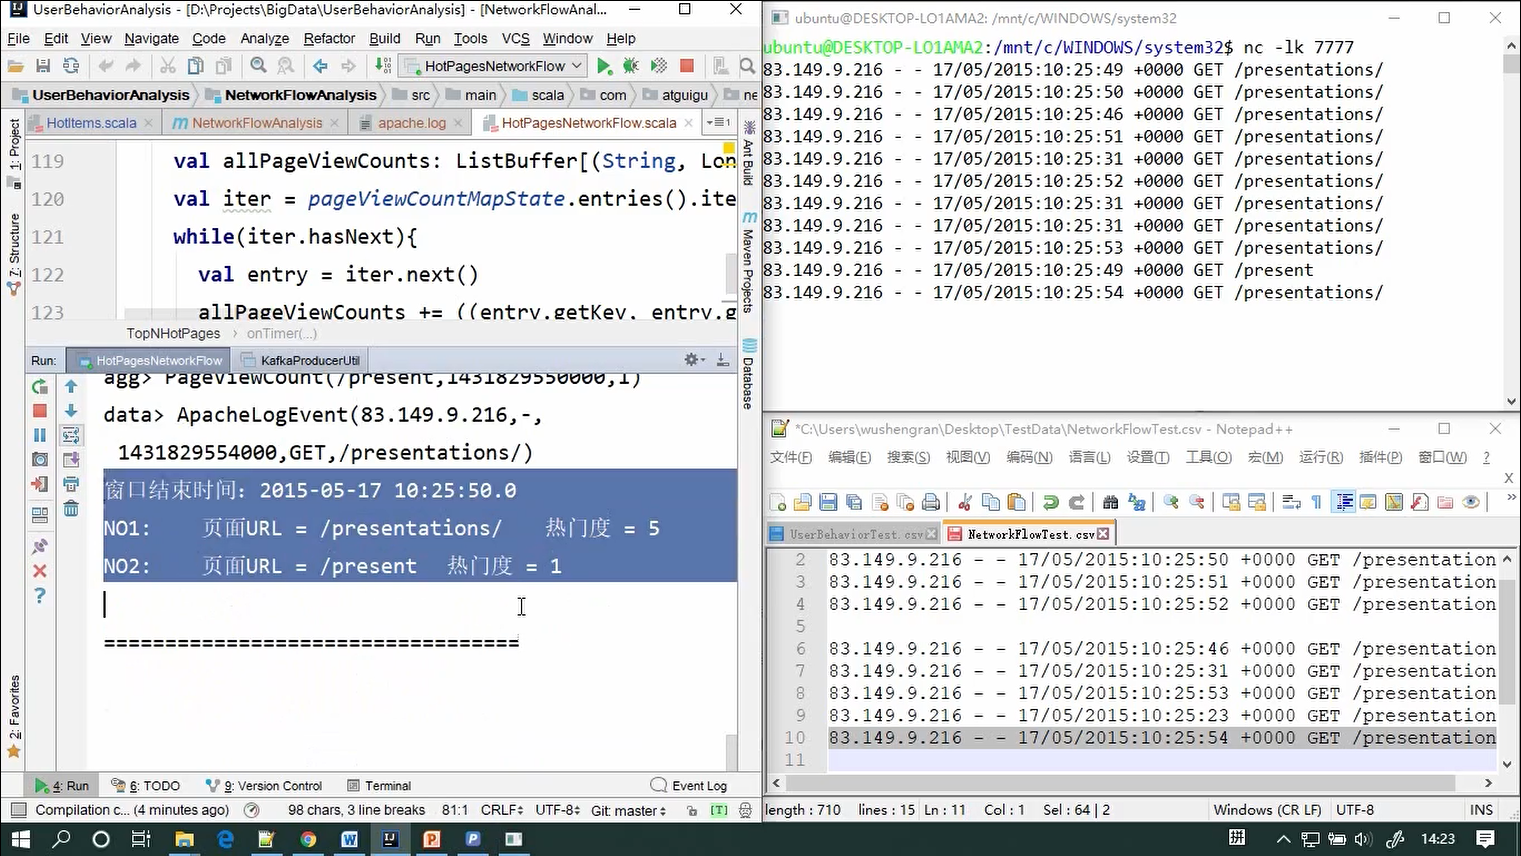 UserBehaviorAnalysis - [D:\Projects\BigData\UserBehaviorAnalysis] - [NetworkFlowAnal...
File Edit View Navigate Code Analyze Refactor Build Run Tools VCS Window Help
HotPagesNetworkFlow
UserBehaviorAnalysis NetworkFlowAnalysis src main scala com atguigu ne
HotItems.scala NetworkFlowAnalysis apache.log HotPagesNetworkFlow.scala
1: Project
7: Structure
2: Favorites
119 val allPageViewCounts: ListBuffer[(String, Lon
120 val iter = pageViewCountMapState.entries().ite
121 while(iter.hasNext){
122 val entry = iter.next()
123 allPageViewCounts += ((entry.getKey, entry.g
TopNHotPages onTimer(...)
Ant Build
Maven Projects
Database
Run: HotPagesNetworkFlow KafkaProducerUtil
agg> PageViewCount(/present,1431829550000,1)
data> ApacheLogEvent(83.149.9.216,-,
1431829554000,GET,/presentations/)
窗口结束时间：2015-05-17 10:25:50.0
NO1: 页面URL = /presentations/ 热门度 = 5
NO2: 页面URL = /present 热门度 = 1
==================================
4: Run 6: TODO 9: Version Control Terminal Event Log
Compilation c... (4 minutes ago) 98 chars, 3 line breaks 81:1 CRLF UTF-8 Git: master [T]
ubuntu@DESKTOP-LO1AMA2: /mnt/c/WINDOWS/system32
ubuntu@DESKTOP-LO1AMA2:/mnt/c/WINDOWS/system32$ nc -lk 7777
83.149.9.216 - - 17/05/2015:10:25:49 +0000 GET /presentations/
83.149.9.216 - - 17/05/2015:10:25:50 +0000 GET /presentations/
83.149.9.216 - - 17/05/2015:10:25:46 +0000 GET /presentations/
83.149.9.216 - - 17/05/2015:10:25:51 +0000 GET /presentations/
83.149.9.216 - - 17/05/2015:10:25:31 +0000 GET /presentations/
83.149.9.216 - - 17/05/2015:10:25:52 +0000 GET /presentations/
83.149.9.216 - - 17/05/2015:10:25:31 +0000 GET /presentations/
83.149.9.216 - - 17/05/2015:10:25:31 +0000 GET /presentations/
83.149.9.216 - - 17/05/2015:10:25:53 +0000 GET /presentations/
83.149.9.216 - - 17/05/2015:10:25:49 +0000 GET /present
83.149.9.216 - - 17/05/2015:10:25:54 +0000 GET /presentations/
*C:\Users\wushengran\Desktop\TestData\NetworkFlowTest.csv - Notepad++
文件(F) 编辑(E) 搜索(S) 视图(V) 编码(N) 语言(L) 设置(T) 工具(O) 宏(M) 运行(R) 插件(P) 窗口(W) ?
X
UserBehaviorTest.csv NetworkFlowTest.csv
2 83.149.9.216 - - 17/05/2015:10:25:50 +0000 GET /presentation
3 83.149.9.216 - - 17/05/2015:10:25:51 +0000 GET /presentation
4 83.149.9.216 - - 17/05/2015:10:25:52 +0000 GET /presentation
5
6 83.149.9.216 - - 17/05/2015:10:25:46 +0000 GET /presentation
7 83.149.9.216 - - 17/05/2015:10:25:31 +0000 GET /presentation
8 83.149.9.216 - - 17/05/2015:10:25:53 +0000 GET /presentation
9 83.149.9.216 - - 17/05/2015:10:25:23 +0000 GET /presentation
10 83.149.9.216 - - 17/05/2015:10:25:54 +0000 GET /presentation
11
length : 710 lines : 15 Ln : 11 Col : 1 Sel : 64 | 2 Windows (CR LF) UTF-8 INS
拼 14:23